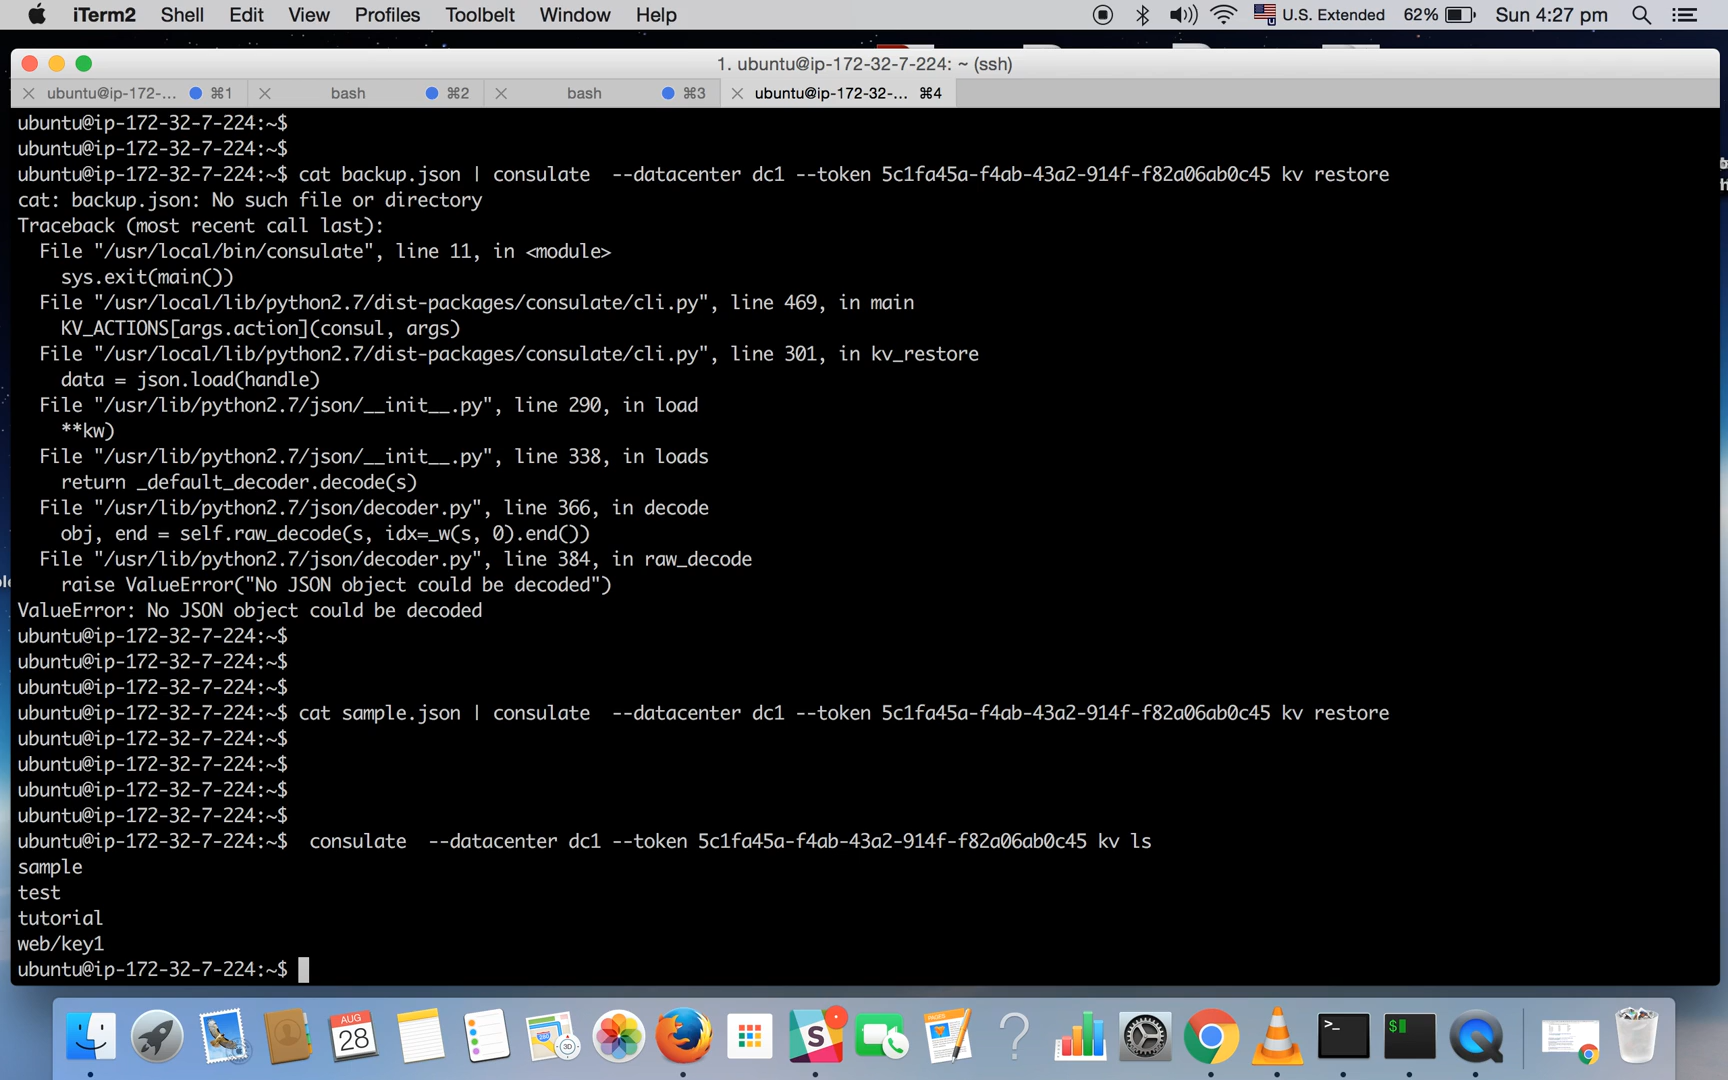 iTerm2 Shell Edit View Profiles Toolbelt Window Help U.S. Extended 62% Sun 4:27 pm
1. ubuntu@ip-172-32-7-224: ~ (ssh)
ubuntu@ip-172-... ⌘1 bash ⌘2 bash ⌘3 ubuntu@ip-172-32-... ⌘4
ubuntu@ip-172-32-7-224:~$
ubuntu@ip-172-32-7-224:~$
ubuntu@ip-172-32-7-224:~$ cat backup.json | consulate  --datacenter dc1 --token 5c1fa45a-f4ab-43a2-914f-f82a06ab0c45 kv restore
cat: backup.json: No such file or directory
Traceback (most recent call last):
  File "/usr/local/bin/consulate", line 11, in <module>
    sys.exit(main())
  File "/usr/local/lib/python2.7/dist-packages/consulate/cli.py", line 469, in main
    KV_ACTIONS[args.action](consul, args)
  File "/usr/local/lib/python2.7/dist-packages/consulate/cli.py", line 301, in kv_restore
    data = json.load(handle)
  File "/usr/lib/python2.7/json/__init__.py", line 290, in load
    **kw)
  File "/usr/lib/python2.7/json/__init__.py", line 338, in loads
    return _default_decoder.decode(s)
  File "/usr/lib/python2.7/json/decoder.py", line 366, in decode
    obj, end = self.raw_decode(s, idx=_w(s, 0).end())
  File "/usr/lib/python2.7/json/decoder.py", line 384, in raw_decode
    raise ValueError("No JSON object could be decoded")
ValueError: No JSON object could be decoded
ubuntu@ip-172-32-7-224:~$
ubuntu@ip-172-32-7-224:~$
ubuntu@ip-172-32-7-224:~$
ubuntu@ip-172-32-7-224:~$ cat sample.json | consulate  --datacenter dc1 --token 5c1fa45a-f4ab-43a2-914f-f82a06ab0c45 kv restore
ubuntu@ip-172-32-7-224:~$
ubuntu@ip-172-32-7-224:~$
ubuntu@ip-172-32-7-224:~$
ubuntu@ip-172-32-7-224:~$
ubuntu@ip-172-32-7-224:~$  consulate  --datacenter dc1 --token 5c1fa45a-f4ab-43a2-914f-f82a06ab0c45 kv ls
sample
test
tutorial
web/key1
ubuntu@ip-172-32-7-224:~$
AUG
28